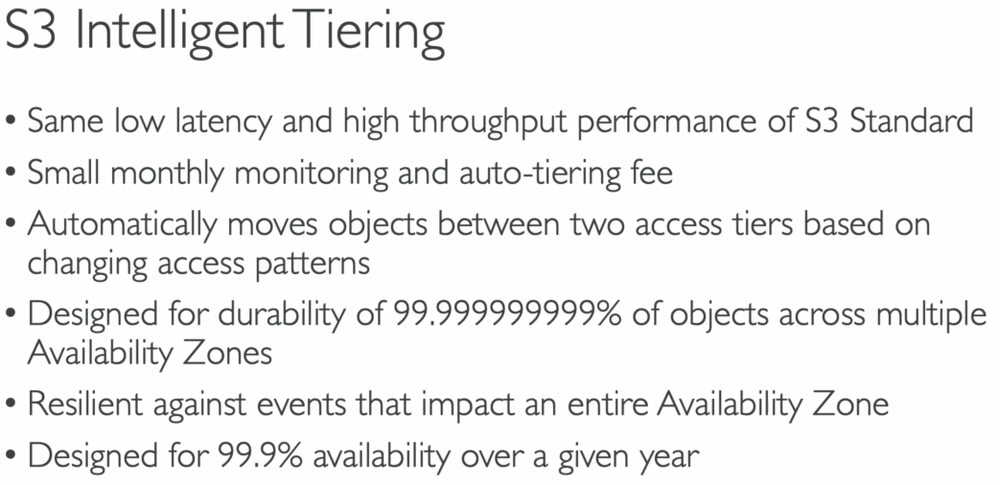 S3 Intelligent Tiering
• Same low latency and high throughput performance of S3 Standard
• Small monthly monitoring and auto-tiering fee
• Automatically moves objects between two access tiers based on
changing access patterns
• Designed for durability of 99.999999999% of objects across multiple
Availability Zones
• Resilient against events that impact an entire Availability Zone
• Designed for 99.9% availability over a given year